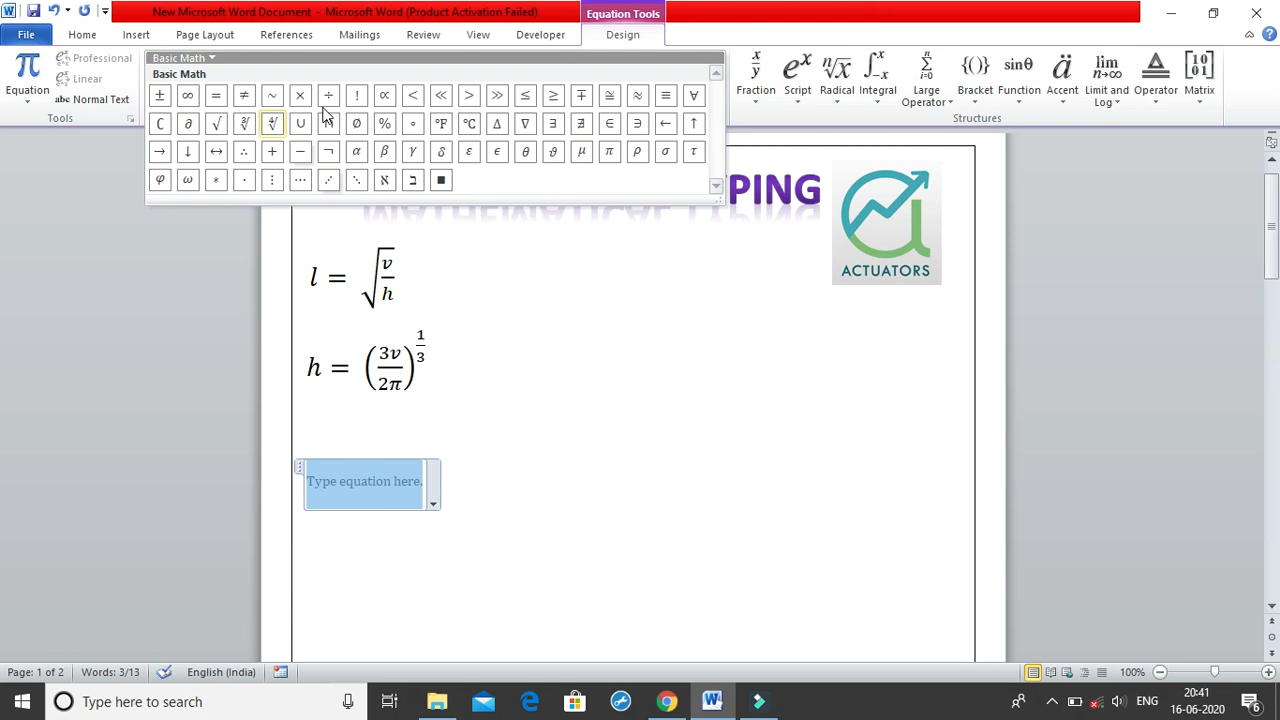 New Microsoft Word Document - Microsoft Word (Product Activation Failed)
Equation Tools
File Home Insert Page Layout References Mailings Review View Developer Design
π Equation
Professional
Linear
abc Normal Text
Tools
Basic Math
Basic Math
± ∞ = ≠ ~ × ÷ ! ∝ < ≪ > ≫ ≤ ≥ ∓ ≅ ≈ ≡ ∀
∁ ∂ √ ∛ ∜ ∪ ∩ ∅ % ° °F °C ∆ ∇ ∃ ∄ ∈ ∋ ← ↑
→ ↓ ↔ ∴ + − ¬ α β γ δ ε ϵ θ ϑ μ π ρ σ τ
φ ω * ∙ ⋮ ⋯ ⋰ ⋱ ℵ ℶ ■
Fraction Script Radical Integral Large Operator Bracket Function Accent Limit and Log Operator Matrix
Structures
MATHEMATICAL TYPING
ACTUATORS
l = √(v/h)
h = (3v/2π)^(1/3)
Type equation here.
Page: 1 of 2 Words: 3/13 English (India) 100%
Type here to search
ENG
20:41
16-06-2020
6